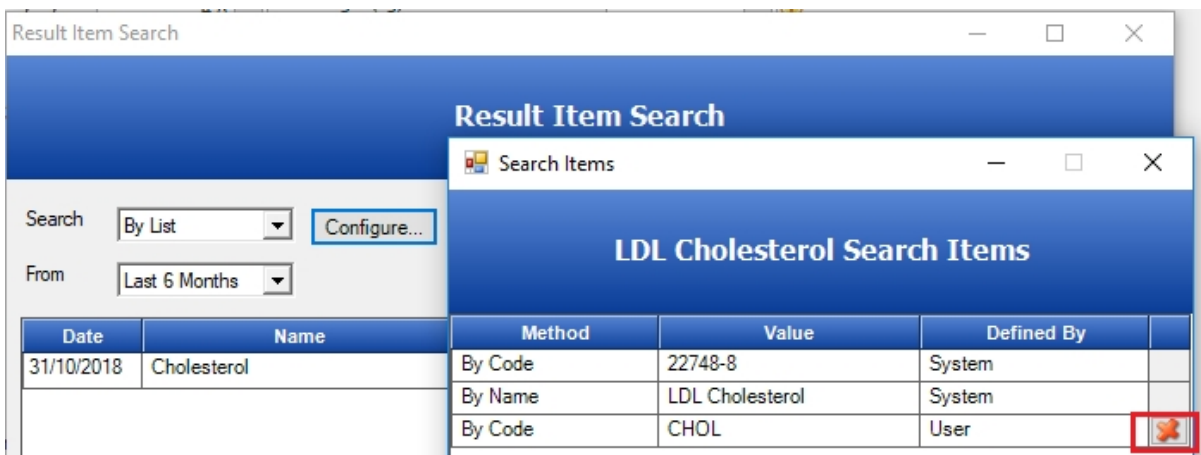 Result Item Search
Result Item Search
Search By List Configure...
From Last 6 Months
Date Name
31/10/2018 Cholesterol
Search Items
LDL Cholesterol Search Items
Method Value Defined By
By Code 22748-8 System
By Name LDL Cholesterol System
By Code CHOL User